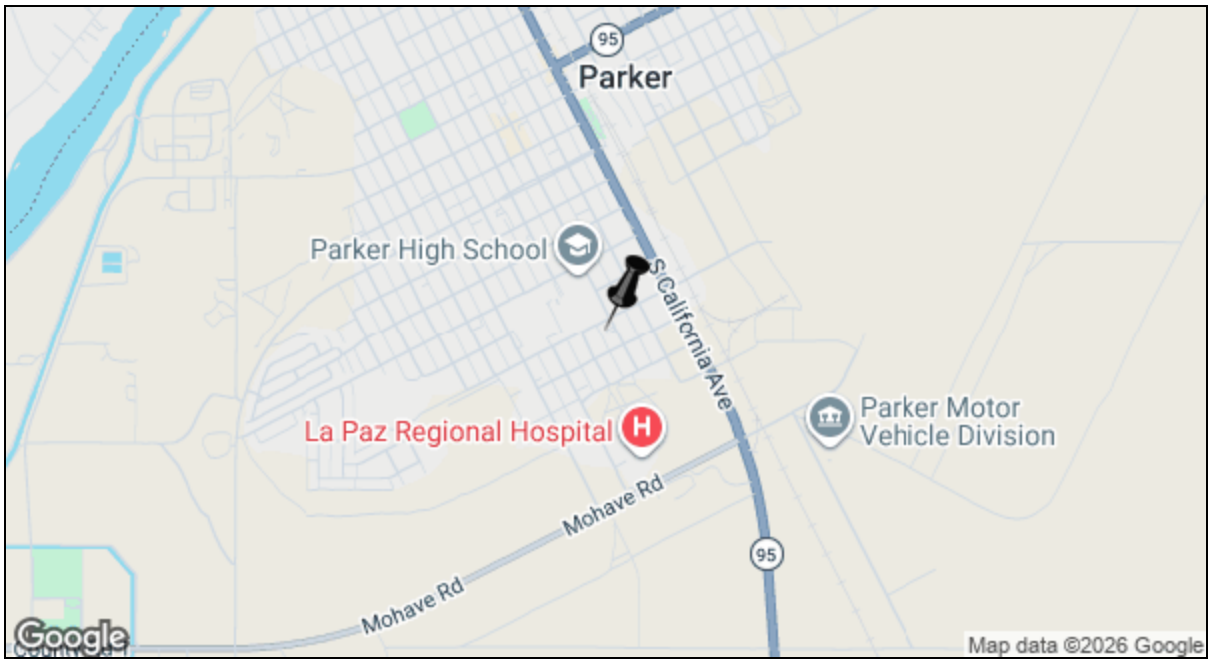 95
Parker
Parker High School
S California Ave
Parker Motor
Vehicle Division
La Paz Regional Hospital
H
Mohave Rd
95
Mohave Rd
Google
Map data ©2026 Google